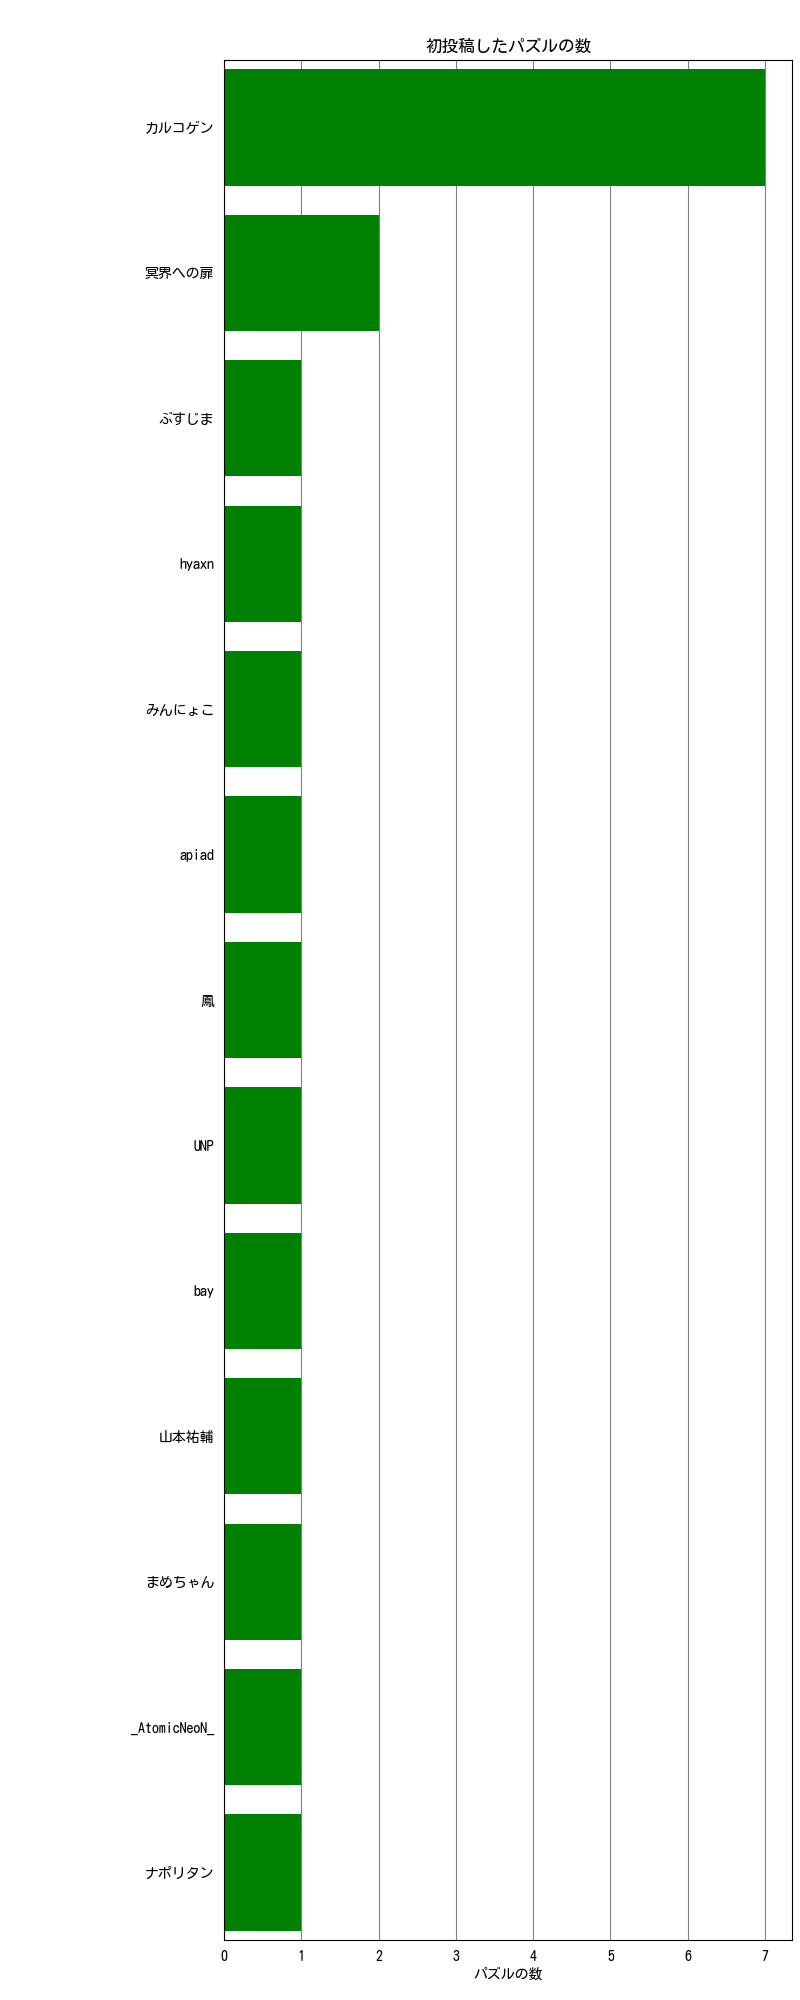 初投稿したパズルの数
カルコゲン
冥界への扉
ぶすじま
hyaxn
みんにょこ
apiad
鳳
UNP
bay
山本祐輔
まめちゃん
_AtomicNeoN_
ナポリタン
0 1 2 3 4 5 6 7
パズルの数